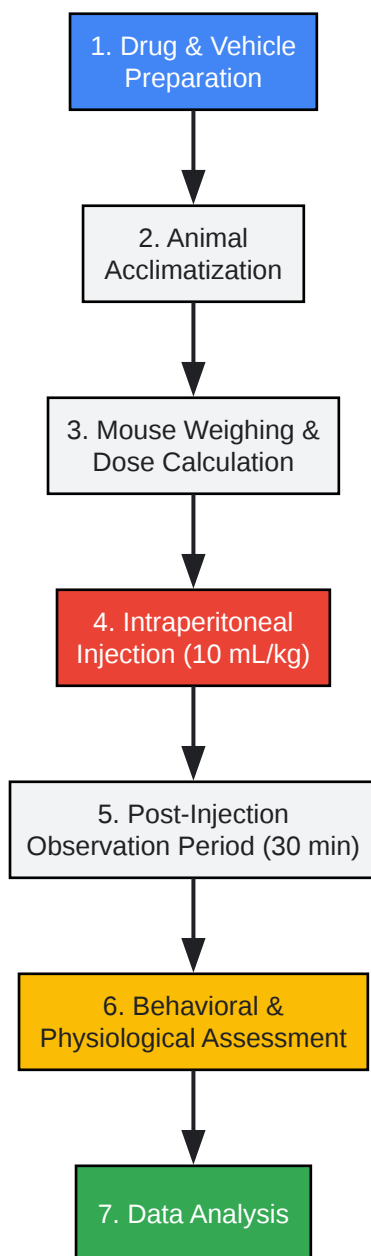 1. Drug & Vehicle
Preparation
2. Animal
Acclimatization
3. Mouse Weighing &
Dose Calculation
4. Intraperitoneal
Injection (10 mL/kg)
5. Post-Injection
Observation Period (30 min)
6. Behavioral &
Physiological Assessment
7. Data Analysis